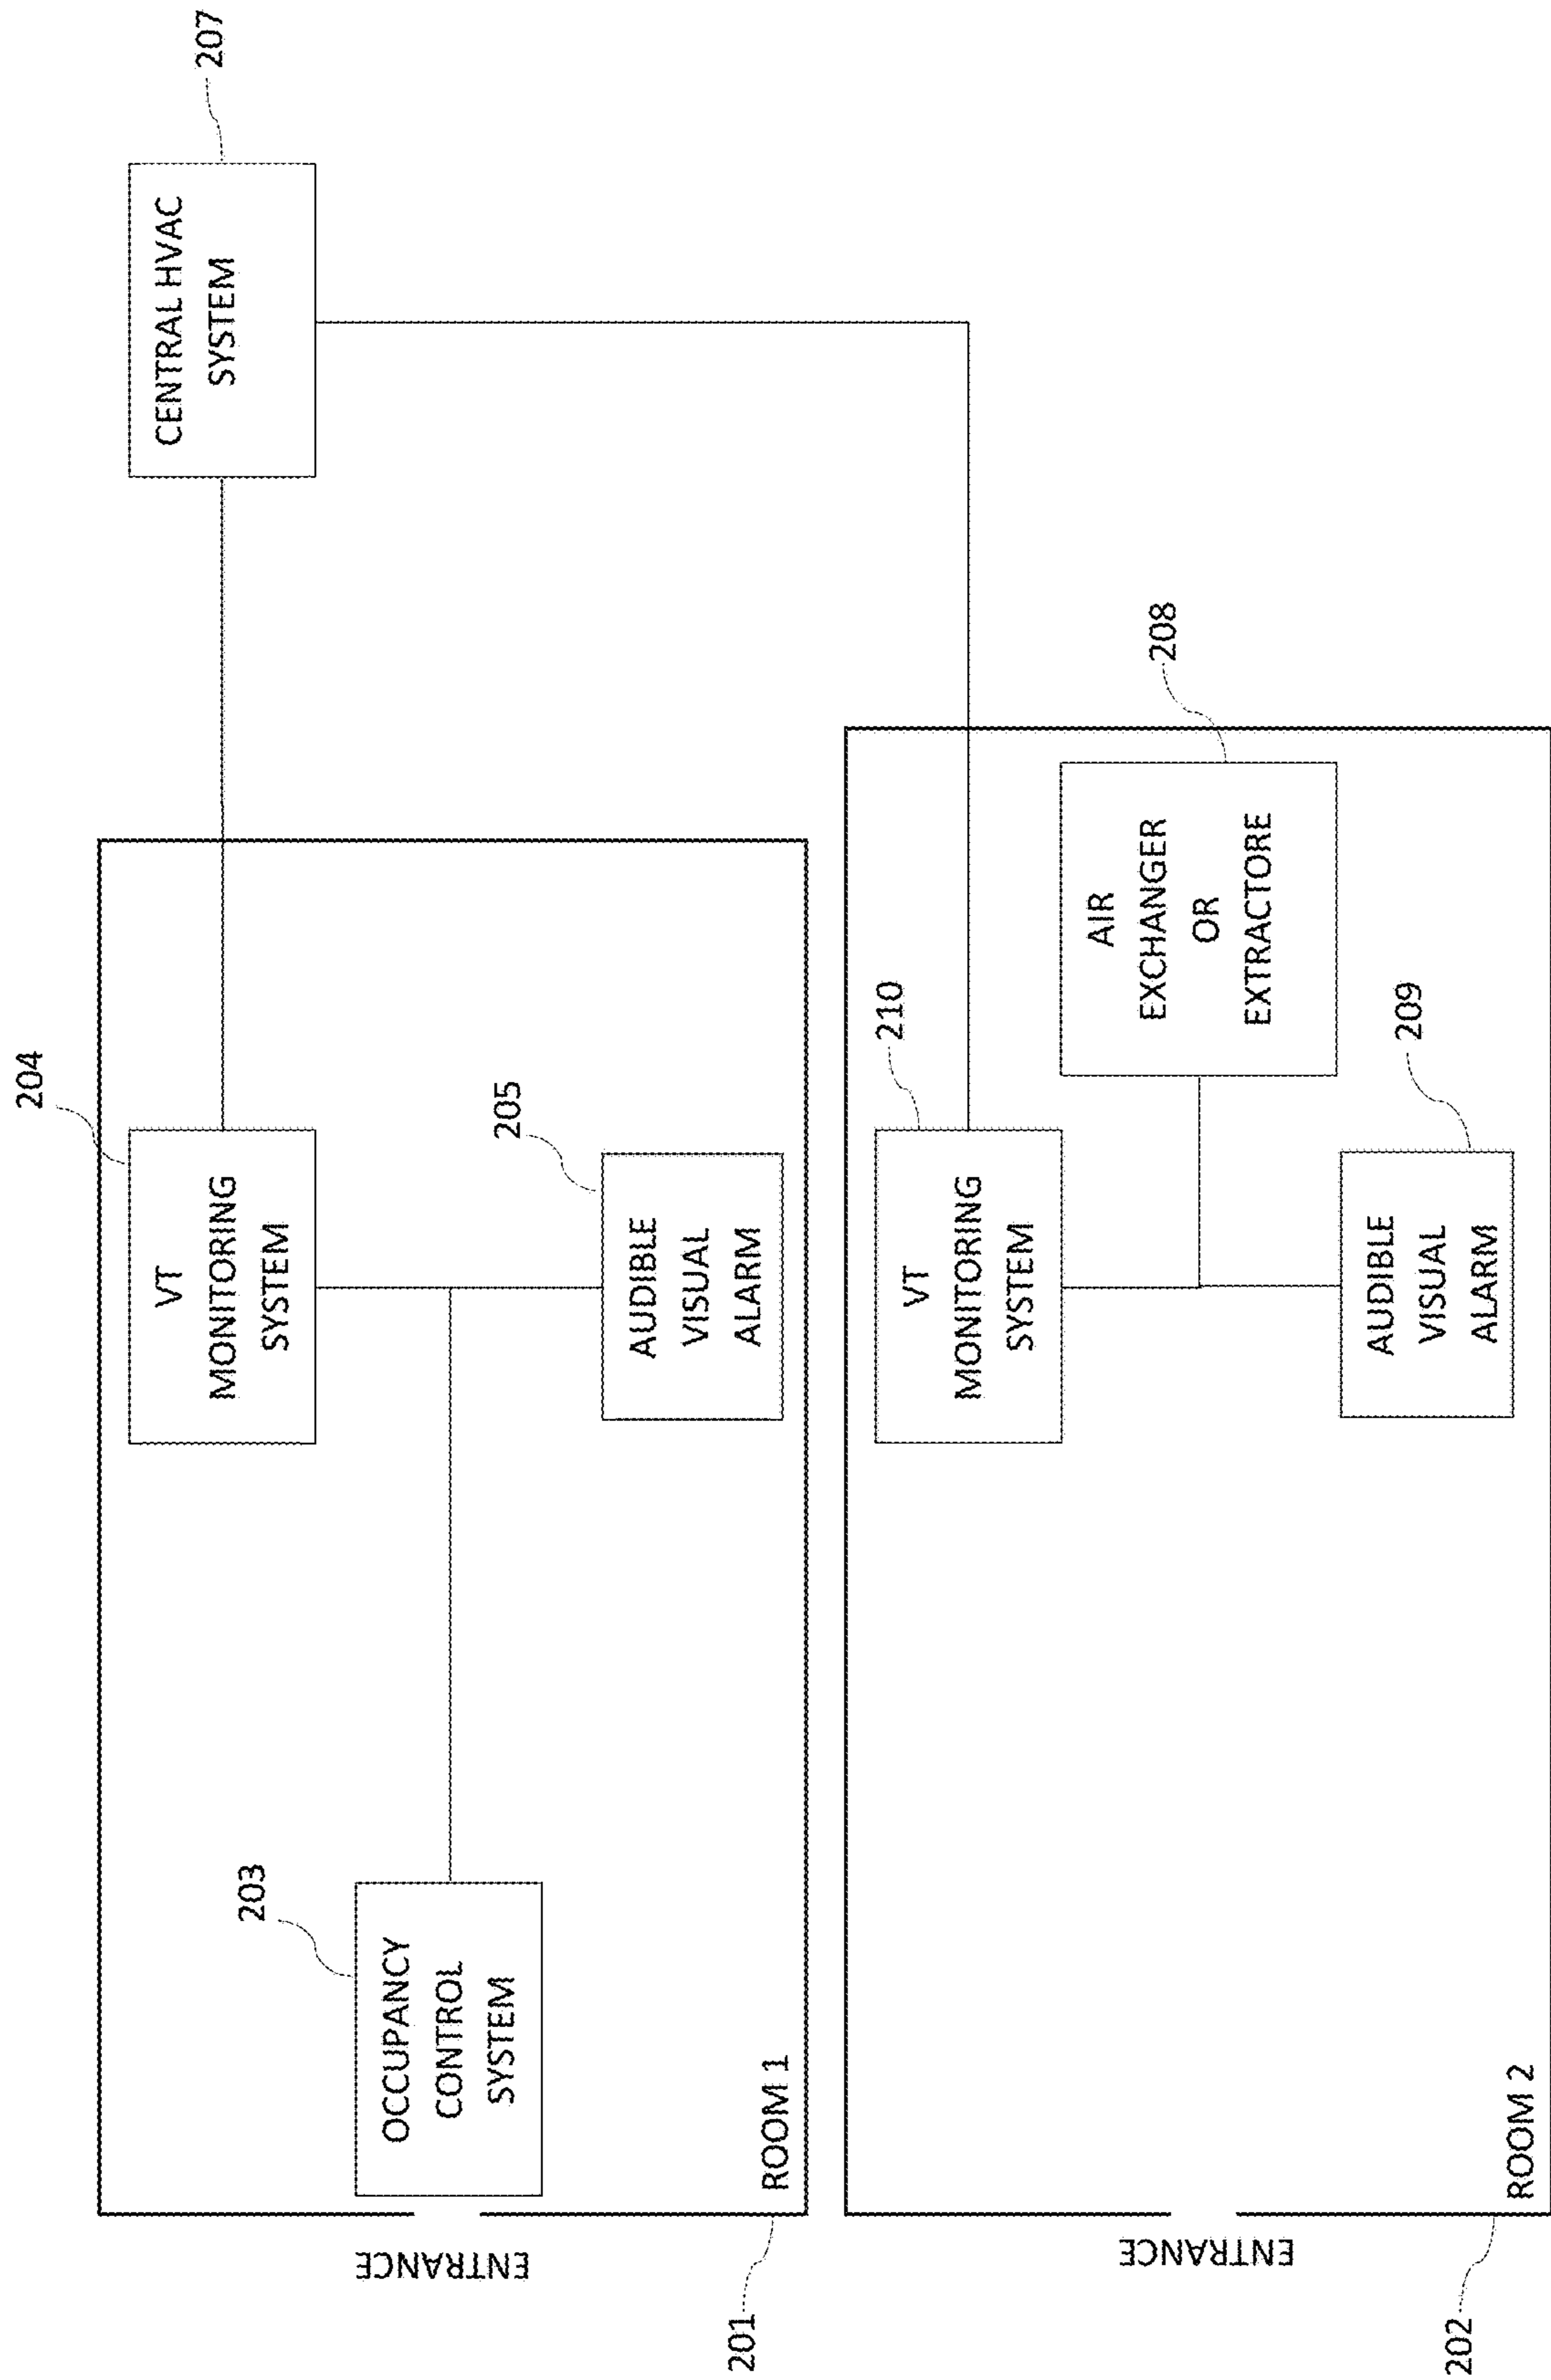 207
CENTRAL HVAC
SYSTEM
204
VT
MONITORING
SYSTEM
205
AUDIBLE
VISUAL
ALARM
203
OCCUPANCY
CONTROL
SYSTEM
ROOM 1
ENTRANCE
201
208
AIR
EXCHANGER
OR
EXTRACTORE
210
VT
MONITORING
SYSTEM
209
AUDIBLE
VISUAL
ALARM
ROOM 2
ENTRANCE
202